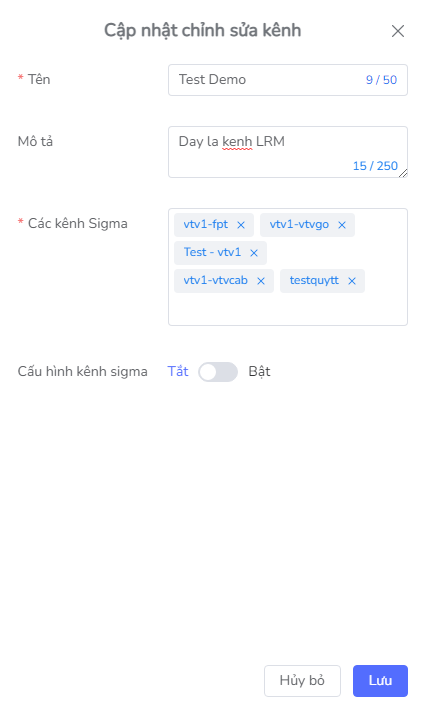 Cập nhật chỉnh sửa kênh
* Tên
Test Demo
9 / 50
Mô tả
Day la kenh LRM
15 / 250
* Các kênh Sigma
vtv1-fpt
vtv1-vtvgo
Test - vtv1
vtv1-vtvcab
testquytt
Cấu hình kênh sigma
Tắt
Bật
Hủy bỏ
Lưu